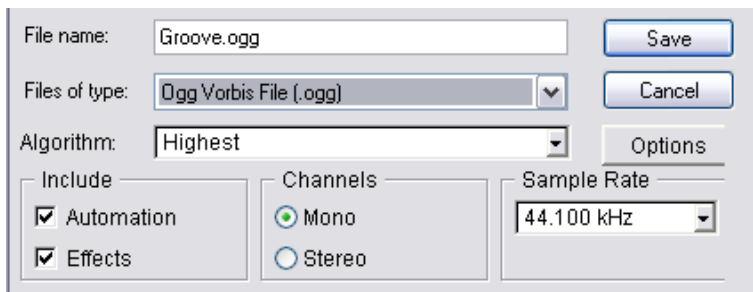 File name: Groove.ogg Save
Files of type: Ogg Vorbis File (.ogg) Cancel
Algorithm: Highest Options
Include Channels Sample Rate
Automation Mono 44.100 kHz
Effects Stereo